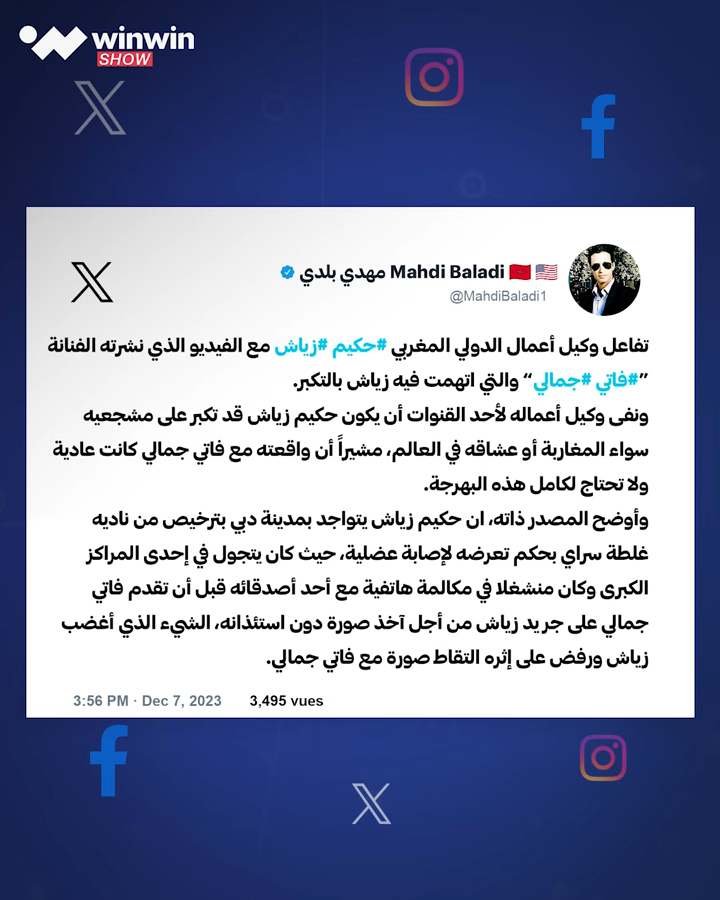 winwin
SHOW
Mahdi Baladi مهدي بلدي
@MahdiBaladi1
تفاعل وكيل أعمال الدولي المغربي #حكيم #زياش مع الفيديو الذي نشرته الفنانة
”#فاتي #جمالي“ والتي اتهمت فيه زياش بالتكبر.
ونفى وكيل أعماله لأحد القنوات أن يكون حكيم زياش قد تكبر على مشجعيه
سواء المغاربة أو عشاقه في العالم، مشيراً أن واقعته مع فاتي جمالي كانت عادية
ولا تحتاج لكامل هذه البهرجة.
وأوضح المصدر ذاته، ان حكيم زياش يتواجد بمدينة دبي بترخيص من ناديه
غلطة سراي بحكم تعرضه لإصابة عضلية، حيث كان يتجول في إحدى المراكز
الكبرى وكان منشغلا في مكالمة هاتفية مع أحد أصدقائه قبل أن تقدم فاتي
جمالي على جر يد زياش من أجل آخذ صورة دون استئذانه، الشيء الذي أغضب
زياش ورفض على إثره التقاط صورة مع فاتي جمالي.
3:56 PM · Dec 7, 2023 3,495 vues